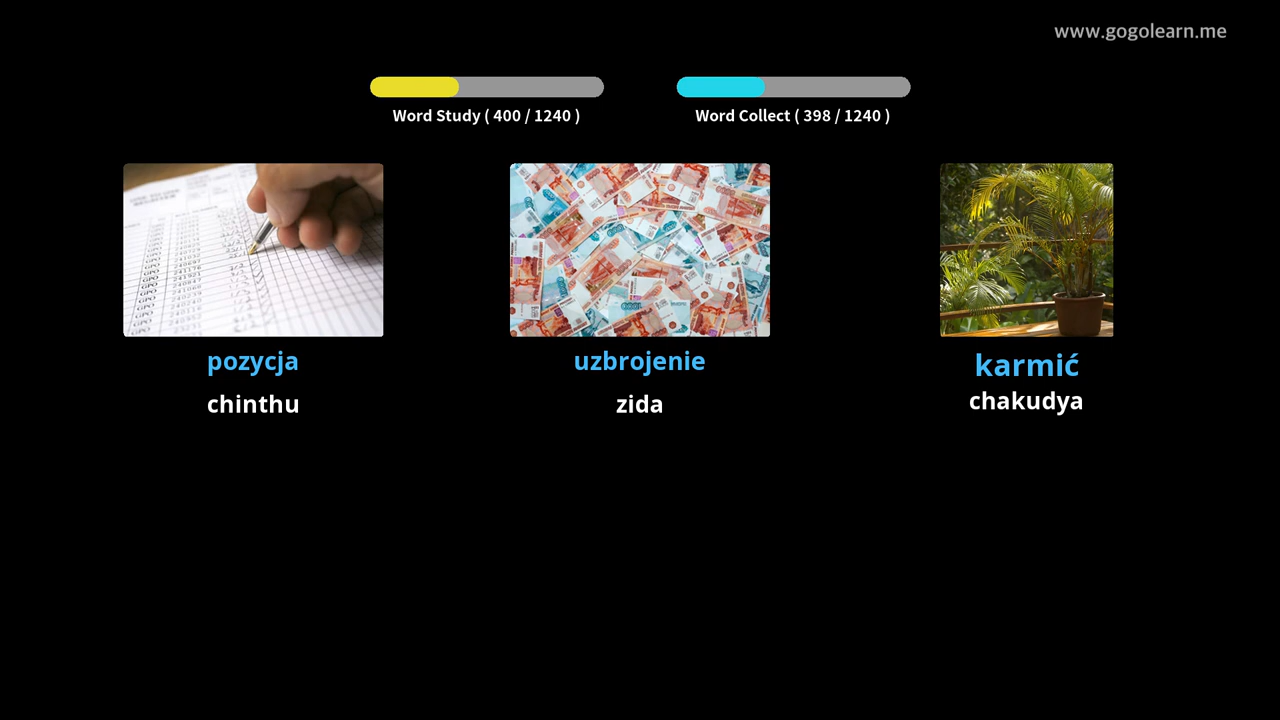 www.gogolearn.me
Word Study ( 400 / 1240 )
Word Collect ( 398 / 1240 )
pozycja
uzbrojenie
karmić
chinthu
zida
chakudya